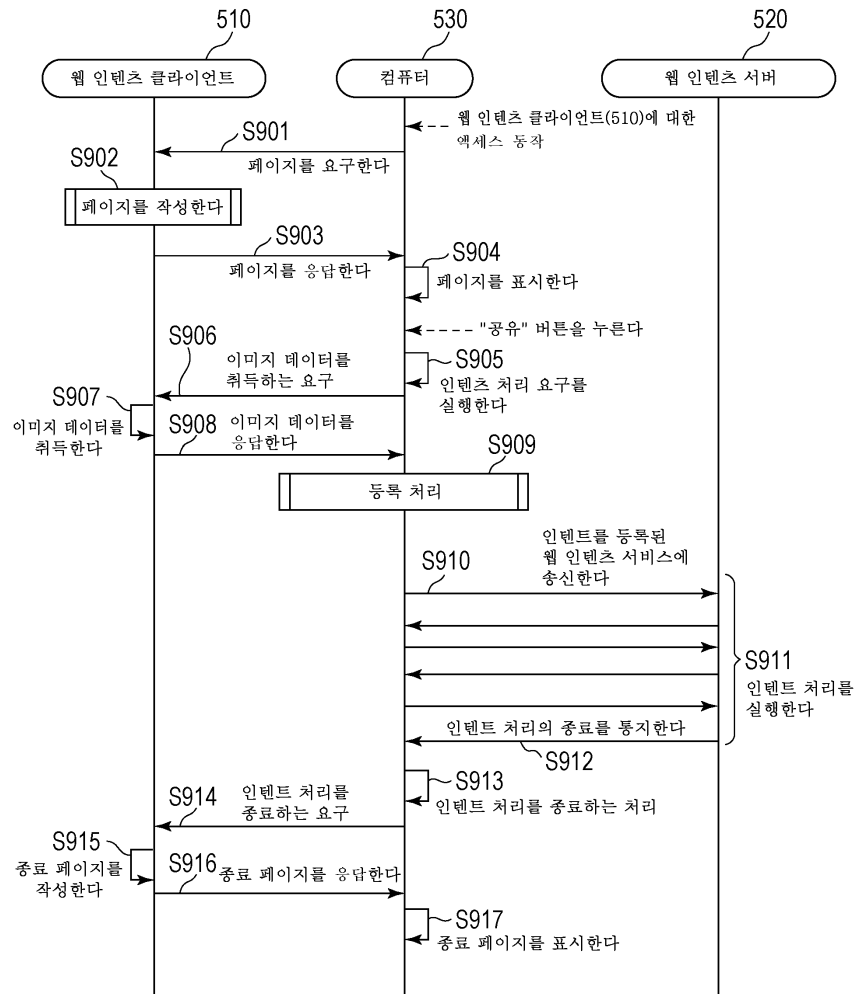 510
530
520
웹 인텐츠 클라이언트
컴퓨터
웹 인텐츠 서버
웹 인텐츠 클라이언트(510)에 대한
액세스 동작
S901
페이지를 요구한다
S902
페이지를 작성한다
S903
페이지를 응답한다
S904
페이지를 표시한다
"공유" 버튼을 누른다
S905
인텐츠 처리 요구를
실행한다
S906
이미지 데이터를
취득하는 요구
S907
이미지 데이터를
취득한다
S908
이미지 데이터를
응답한다
S909
등록 처리
인텐트를 등록된
웹 인텐츠 서비스에
송신한다
S910
S911
인텐트 처리를
실행한다
인텐트 처리의 종료를 통지한다
S912
S913
인텐트 처리를 종료하는 처리
S914
인텐트 처리를
종료하는 요구
S915
종료 페이지를
작성한다
S916
종료 페이지를 응답한다
S917
종료 페이지를 표시한다